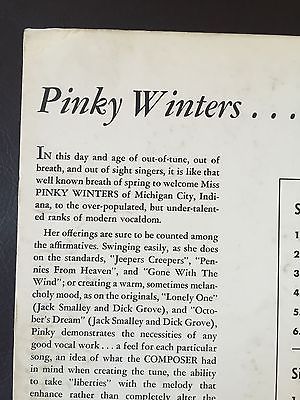 Pinky Winters . . .
IN this day and age of out-of-tune, out of
breath, and out of sight singers, it is like that
well known breath of spring to welcome Miss
PINKY WINTERS of Michigan City, Indi-
ana, to the over-populated, but under-talent-
ed ranks of modern vocaldom.
Her offerings are sure to be counted among
the affirmatives. Swinging easily, as she does
on the standards, "Jeepers Creepers", "Pen-
nies From Heaven", and "Gone With The
Wind"; or creating a warm, sometimes melan-
choly mood, as on the originals, "Lonely One"
(Jack Smalley and Dick Grove), and "Octo-
ber's Dream" (Jack Smalley and Dick Grove),
Pinky demonstrates the necessities of any
good vocal work . . . a feel for each particular
song, an idea of what the COMPOSER had
in mind when creating the tune, the ability
to take "liberties" with the melody that
enhance rather than completely alter the
S
1
2
3
4
5.
6.
Si